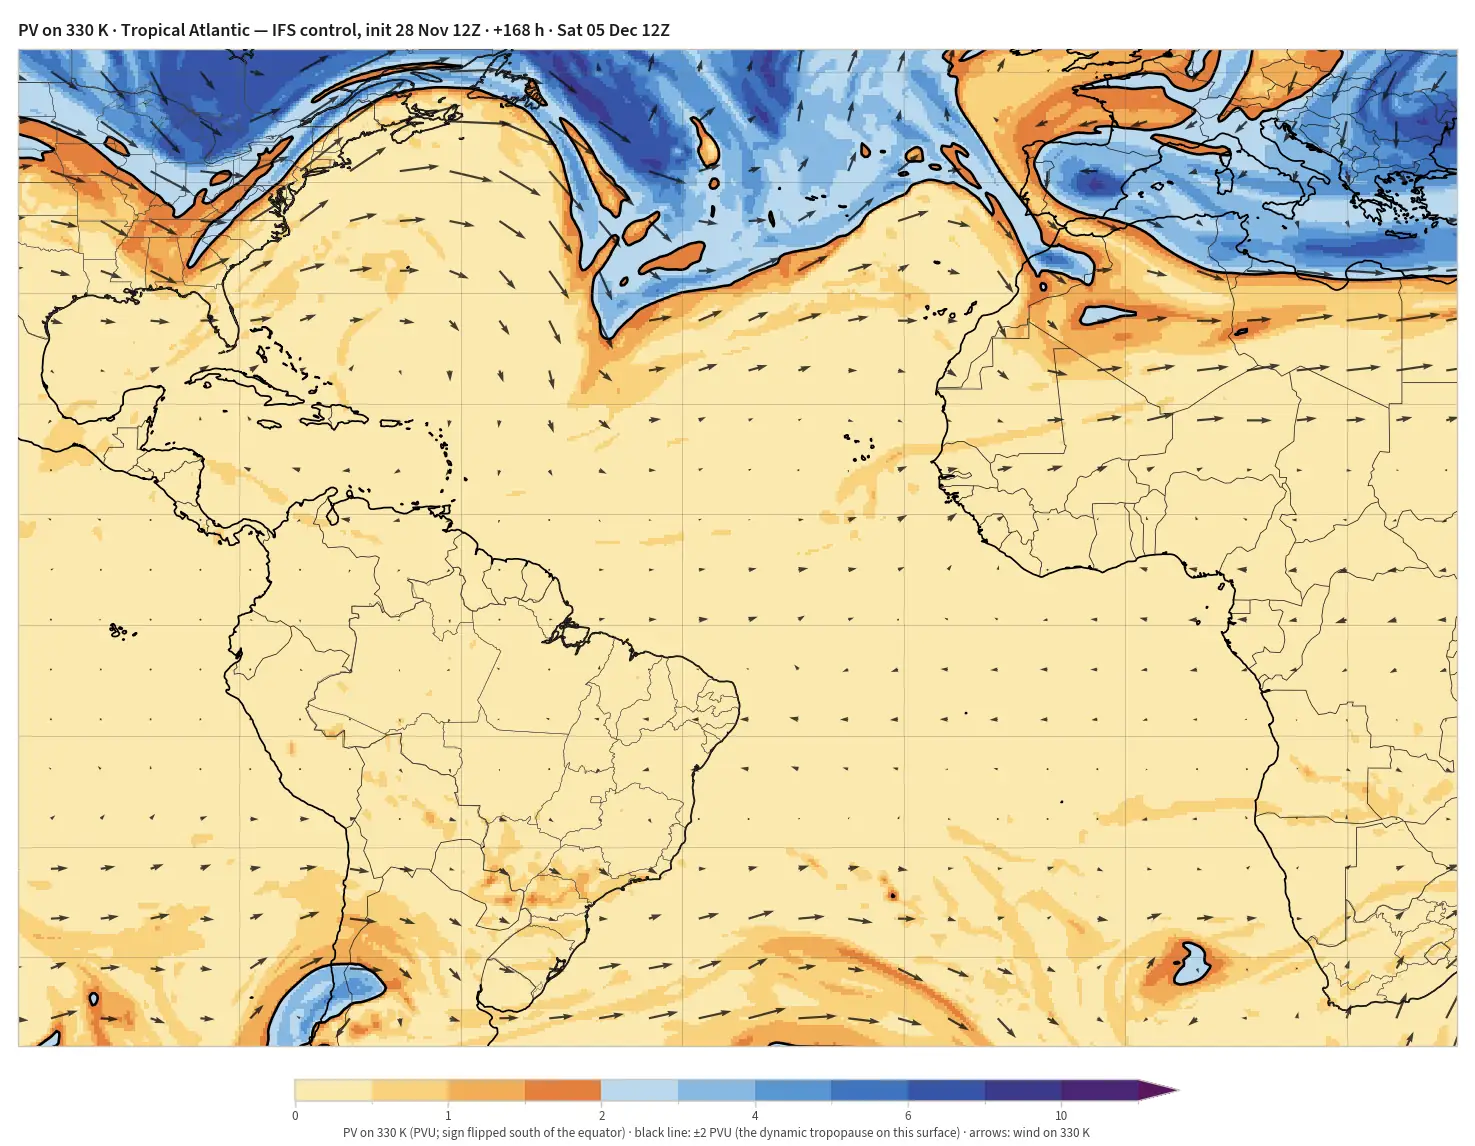 PV on 330 K · Tropical Atlantic — IFS control, init 28 Nov 12Z · +168 h · Sat 05 Dec 12Z
0 1 2 4 6 10
PV on 330 K (PVU; sign flipped south of the equator) · black line: ±2 PVU (the dynamic tropopause on this surface) · arrows: wind on 330 K